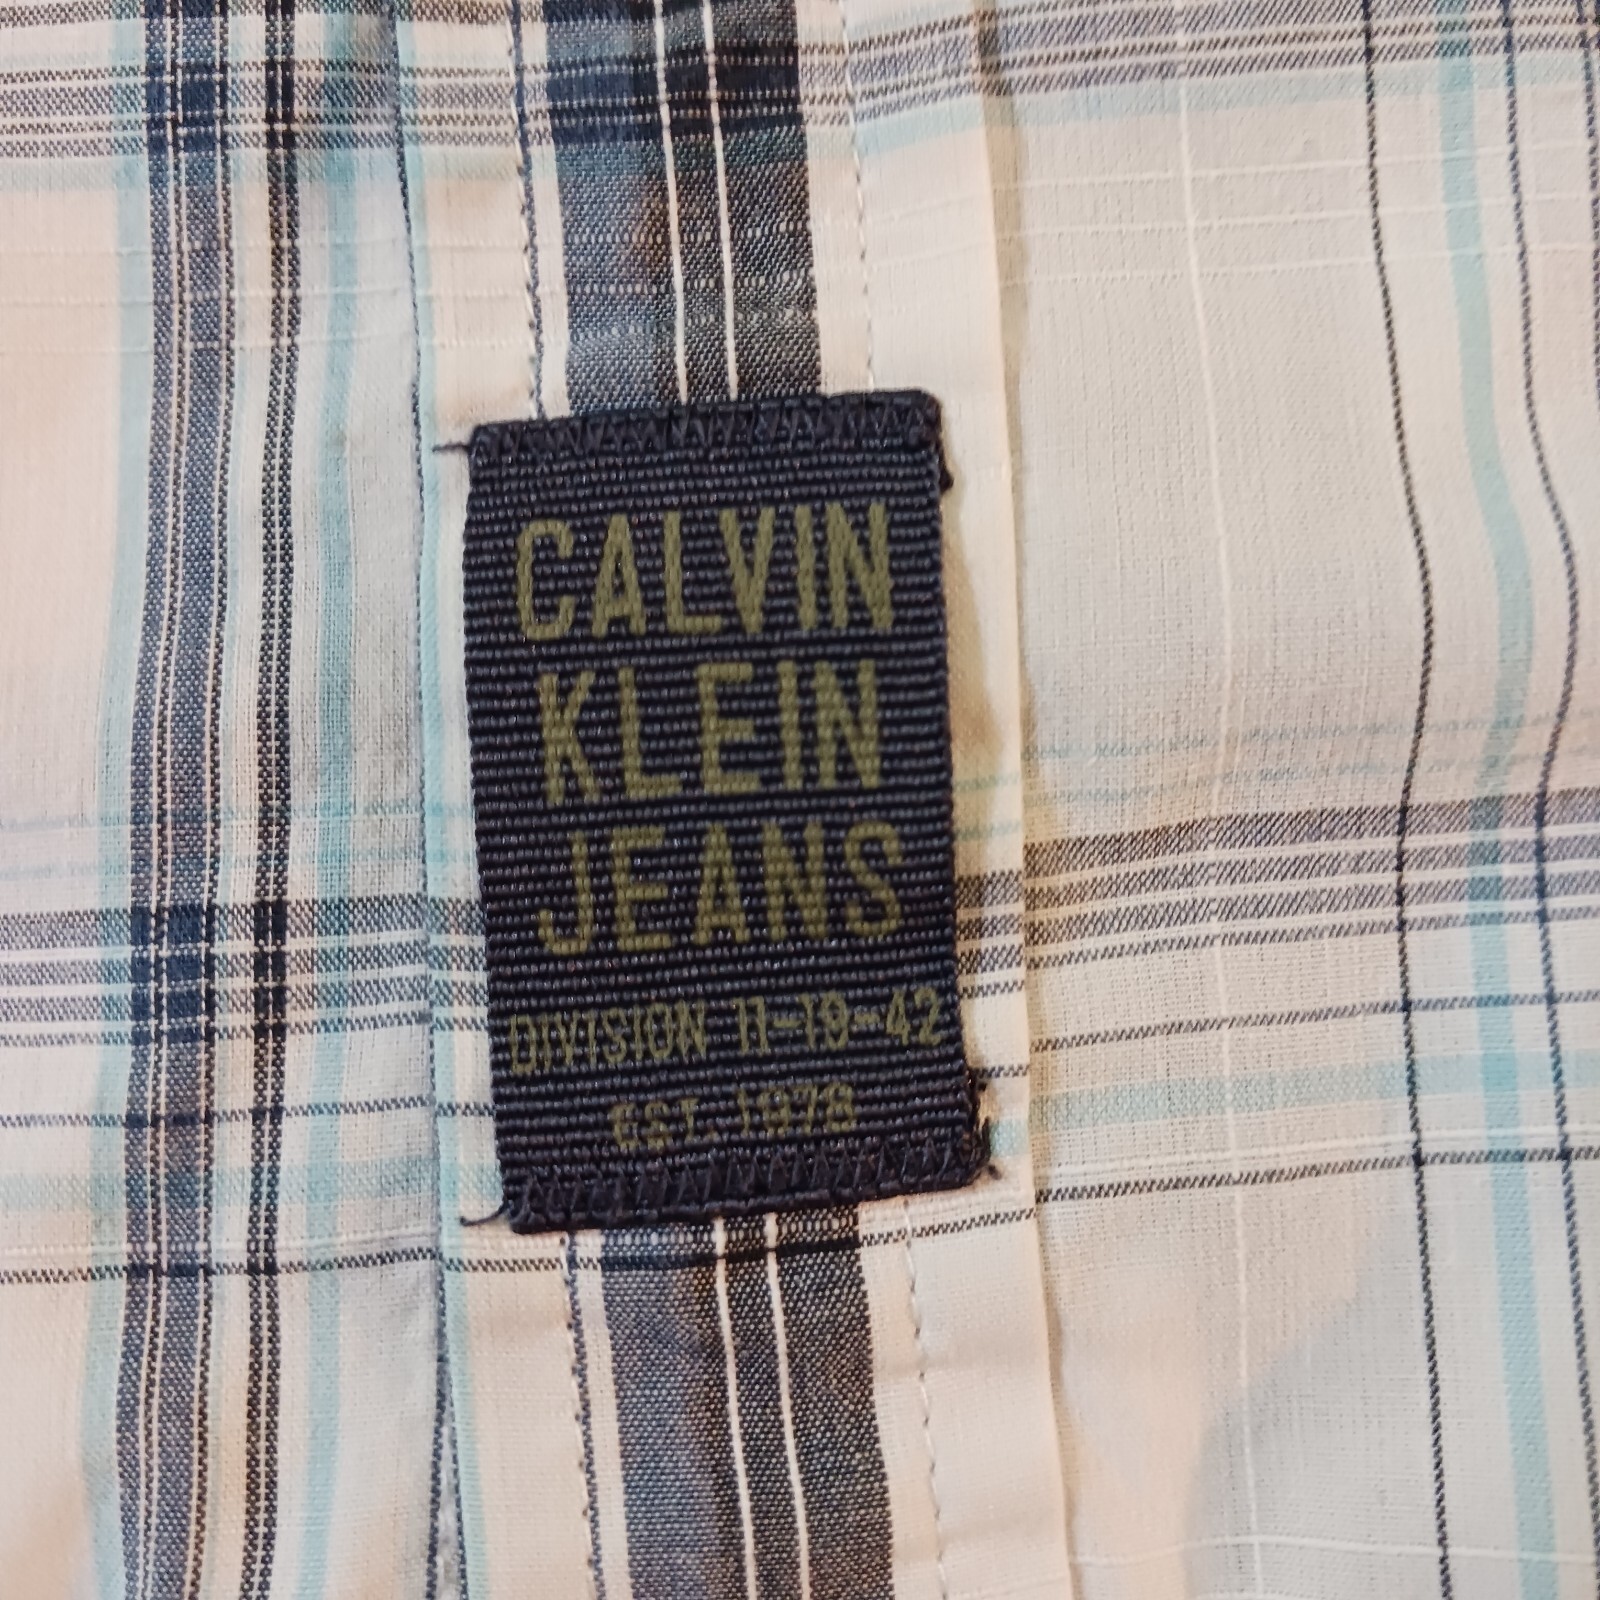 CALVIN
KLEIN
JEANS
DIVISION 11-19-42
EST. 1978